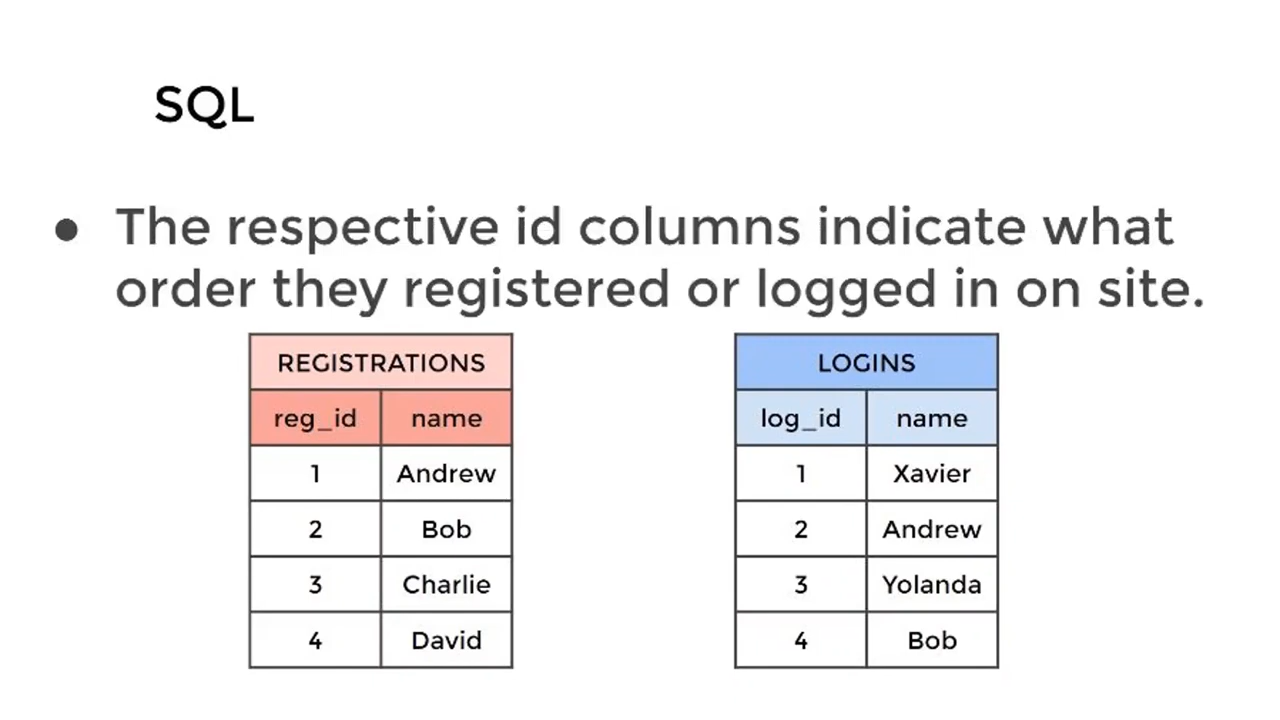 SQL
● The respective id columns indicate what
order they registered or logged in on site.
REGISTRATIONS
reg_id name
1 Andrew
2 Bob
3 Charlie
4 David
LOGINS
log_id name
1 Xavier
2 Andrew
3 Yolanda
4 Bob